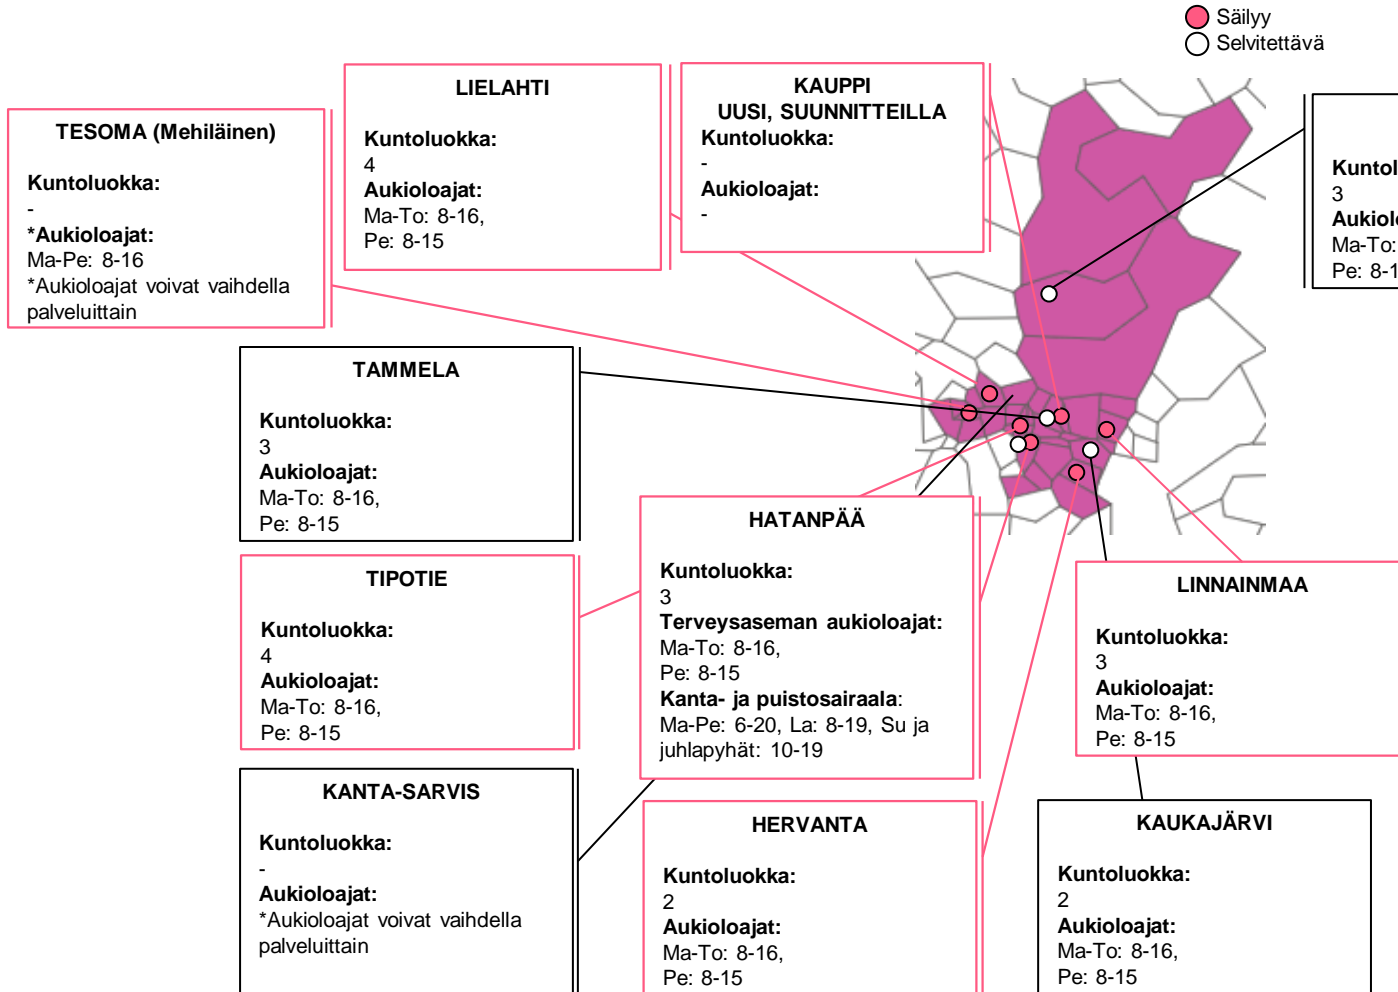 Säilyy
Selvitettävä
TESOMA (Mehiläinen)
Kuntoluokka:
-
*Aukioloajat:
Ma-Pe: 8-16
*Aukioloajat voivat vaihdella
palveluittain
LIELAHTI
Kuntoluokka:
4
Aukioloajat:
Ma-To: 8-16,
Pe: 8-15
KAUPPI
UUSI, SUUNNITTEILLA
Kuntoluokka:
-
Aukioloajat:
-
3
Ma-To:
TAMMELA
Kuntoluokka:
3
Aukioloajat:
Ma-To: 8-16,
Pe: 8-15
TIPOTIE
Kuntoluokka:
4
Aukioloajat:
Ma-To: 8-16,
Pe: 8-15
HATANPÄÄ
Kuntoluokka:
3
Terveysaseman aukioloajat:
Ma-To: 8-16,
Pe: 8-15
Kanta- ja puistosairaala:
Ma-Pe: 6-20, La: 8-19, Su ja
juhlapyhät: 10-19
LINNAINMAA
Kuntoluokka:
3
Aukioloajat:
Ma-To: 8-16,
Pe: 8-15
KANTA-SARVIS
Kuntoluokka:
-
Aukioloajat:
*Aukioloajat voivat vaihdella
palveluittain
HERVANTA
Kuntoluokka:
2
Aukioloajat:
Ma-To: 8-16,
Pe: 8-15
KAUKAJÄRVI
Kuntoluokka:
2
Aukioloajat:
Ma-To: 8-16,
Pe: 8-15